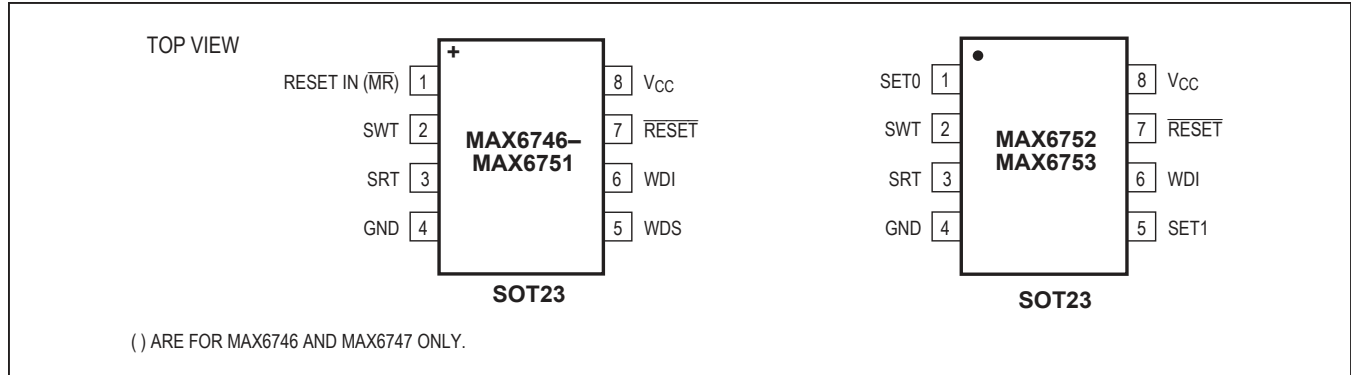 TOP VIEW
RESET IN (MR) 1
SWT 2
SRT 3
GND 4
+
MAX6746–
MAX6751
8 VCC
7 RESET
6 WDI
5 WDS
SOT23
SET0 1
SWT 2
SRT 3
GND 4
MAX6752
MAX6753
8 VCC
7 RESET
6 WDI
5 SET1
SOT23
( ) ARE FOR MAX6746 AND MAX6747 ONLY.